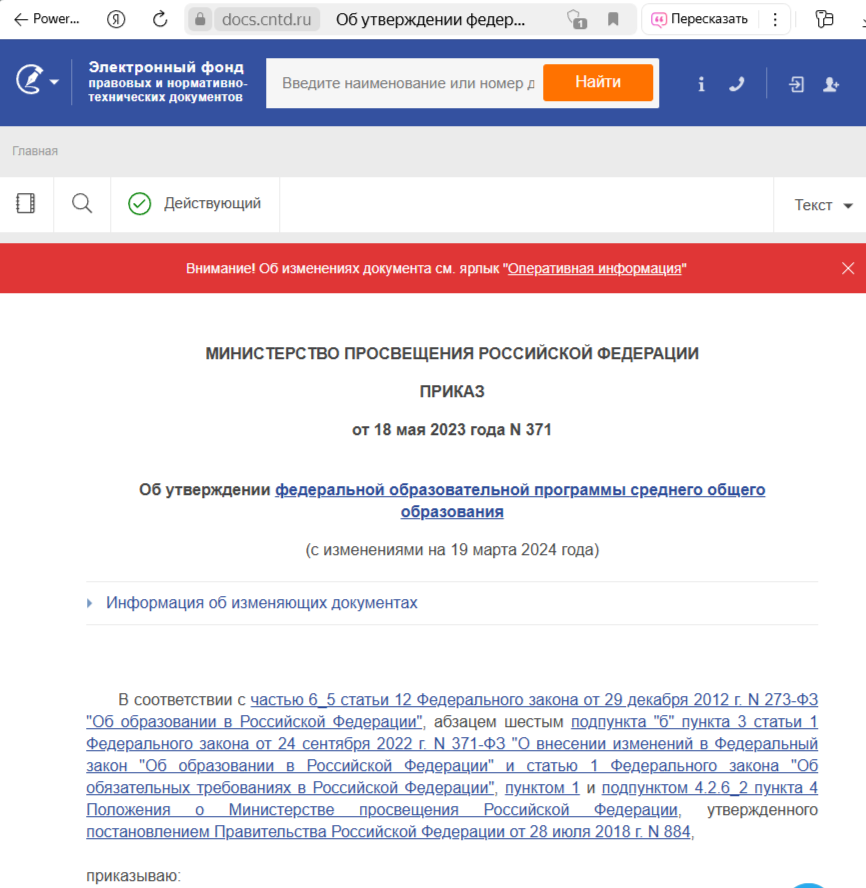 ← Power...
Я
docs.cntd.ru
Об утверждении федер...
1
Пересказать
Электронный фонд
правовых и нормативно-
технических документов
Введите наименование или номер д
Найти
Главная
Действующий
Текст
Внимание! Об изменениях документа см. ярлык "Оперативная информация"
МИНИСТЕРСТВО ПРОСВЕЩЕНИЯ РОССИЙСКОЙ ФЕДЕРАЦИИ
ПРИКАЗ
от 18 мая 2023 года N 371
Об утверждении федеральной образовательной программы среднего общего
образования
(с изменениями на 19 марта 2024 года)
Информация об изменяющих документах
В соответствии с частью 6_5 статьи 12 Федерального закона от 29 декабря 2012 г. N 273-ФЗ
"Об образовании в Российской Федерации", абзацем шестым подпункта "б" пункта 3 статьи 1
Федерального закона от 24 сентября 2022 г. N 371-ФЗ "О внесении изменений в Федеральный
закон "Об образовании в Российской Федерации" и статью 1 Федерального закона "Об
обязательных требованиях в Российской Федерации", пунктом 1 и подпунктом 4.2.6_2 пункта 4
Положения о Министерстве просвещения Российской Федерации, утвержденного
постановлением Правительства Российской Федерации от 28 июля 2018 г. N 884,
приказываю: